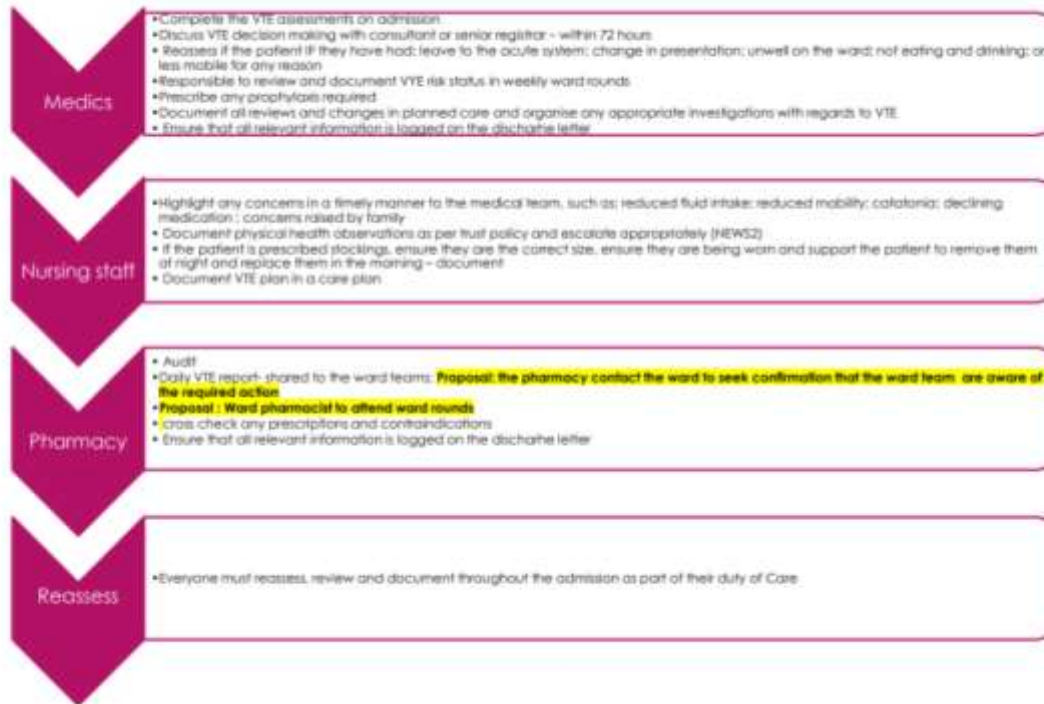 Medics
•Complete the VTE assessments on admission
•Discuss VTE decision making with consultant or senior registrar – within 72 hours
• Reassess if the patient IF they have had: leave to the acute system; change in presentation; unwell on the ward; not eating and drinking; or
less mobile for any reason
•Responsible to review and document VYE risk status in weekly ward rounds
•Prescribe any prophylaxis required
•Document all reviews and changes in planned care and organise any appropriate investigations with regards to VTE
• Ensure that all relevant information is logged on the discharge letter
Nursing staff
•Highlight any concerns in a timely manner to the medical team, such as; reduced fluid intake; reduced mobility; catatonia; declining
medication ; concerns raised by family
• Document physical health observations as per trust policy and escalate appropriately (NEWS2)
• If the patient is prescribed stockings, ensure they are the correct size, ensure they are being worn and support the patient to remove them
at night and replace them in the morning – document
• Document VTE plan in a care plan
Pharmacy
• Audit
•Daily VTE report- shared to the ward teams; Proposal: the pharmacy contact the ward to seek confirmation that the ward team are aware of
the required action
•Proposal : Ward pharmacist to attend ward rounds
• cross check any prescriptions and contraindications
• Ensure that all relevant information is logged on the discharhe letter
Reassess
•Everyone must reassess, review and document throughout the admission as part of their duty of Care